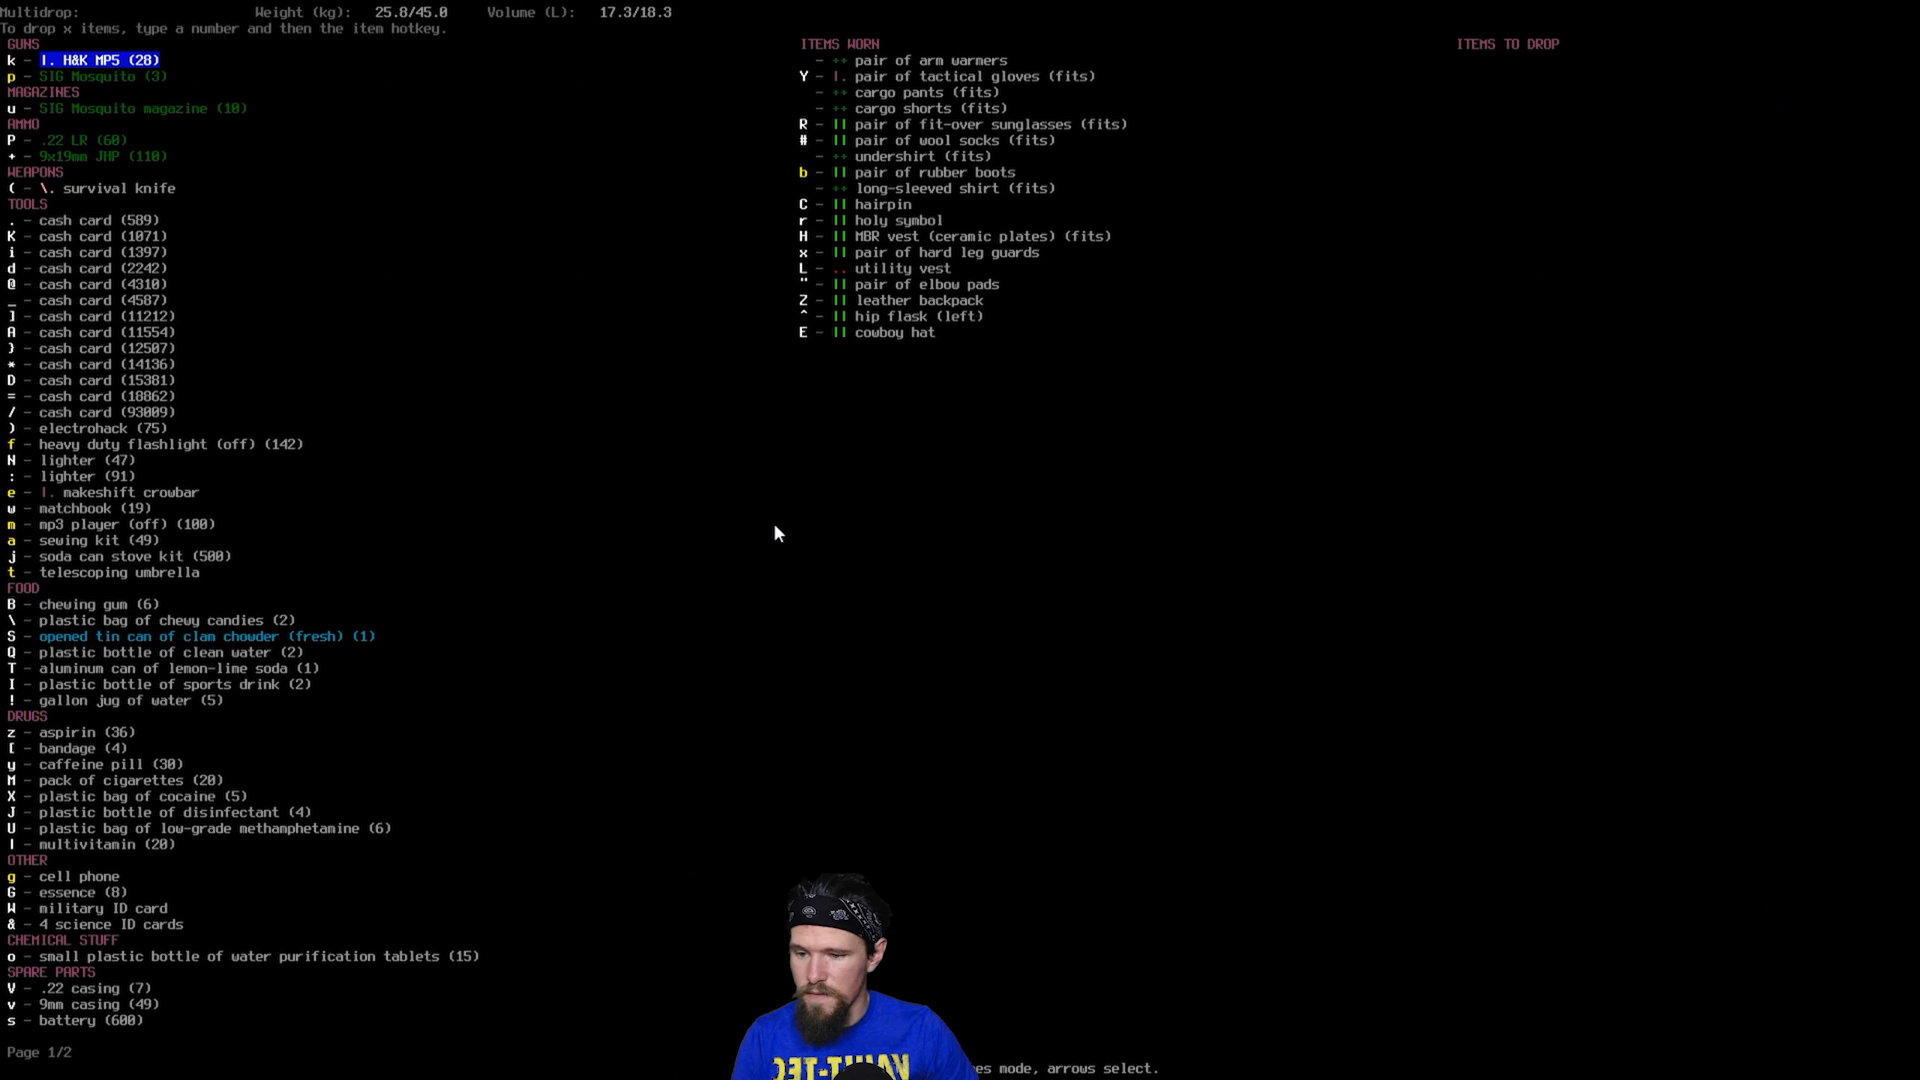 Multidrop: Weight (kg): 25.8/45.0 Volume (L): 17.3/18.3
To drop x items, type a number and then the item hotkey.
GUNS
k - |. H&K MP5 (28)
p - SIG Mosquito (3)
MAGAZINES
u - SIG Mosquito magazine (10)
AMMO
P - .22 LR (60)
+ - 9x19mm JHP (110)
WEAPONS
( - \. survival knife
TOOLS
. - cash card (589)
K - cash card (1071)
i - cash card (1397)
d - cash card (2242)
@ - cash card (4310)
_ - cash card (4587)
] - cash card (11212)
A - cash card (11554)
} - cash card (12507)
* - cash card (14136)
D - cash card (15381)
= - cash card (18862)
/ - cash card (93009)
) - electrohack (75)
f - heavy duty flashlight (off) (142)
N - lighter (47)
: - lighter (91)
e - |. makeshift crowbar
w - matchbook (19)
m - mp3 player (off) (100)
a - sewing kit (49)
j - soda can stove kit (500)
t - telescoping umbrella
FOOD
B - chewing gum (6)
\ - plastic bag of chewy candies (2)
S - opened tin can of clam chowder (fresh) (1)
Q - plastic bottle of clean water (2)
T - aluminum can of lemon-lime soda (1)
I - plastic bottle of sports drink (2)
! - gallon jug of water (5)
DRUGS
z - aspirin (36)
[ - bandage (4)
y - caffeine pill (30)
M - pack of cigarettes (20)
X - plastic bag of cocaine (5)
J - plastic bottle of disinfectant (4)
U - plastic bag of low-grade methamphetamine (6)
l - multivitamin (20)
OTHER
g - cell phone
G - essence (8)
W - military ID card
& - 4 science ID cards
CHEMICAL STUFF
o - small plastic bottle of water purification tablets (15)
SPARE PARTS
V - .22 casing (7)
v - 9mm casing (49)
s - battery (600)
Page 1/2
ITEMS WORN
- ++ pair of arm warmers
Y - |. pair of tactical gloves (fits)
- ++ cargo pants (fits)
- ++ cargo shorts (fits)
R - || pair of fit-over sunglasses (fits)
# - || pair of wool socks (fits)
- ++ undershirt (fits)
b - || pair of rubber boots
- ++ long-sleeved shirt (fits)
C - || hairpin
r - || holy symbol
H - || MBR vest (ceramic plates) (fits)
x - || pair of hard leg guards
L - .. utility vest
" - || pair of elbow pads
Z - || leather backpack
^ - || hip flask (left)
E - || cowboy hat
ITEMS TO DROP
mode, arrows select.